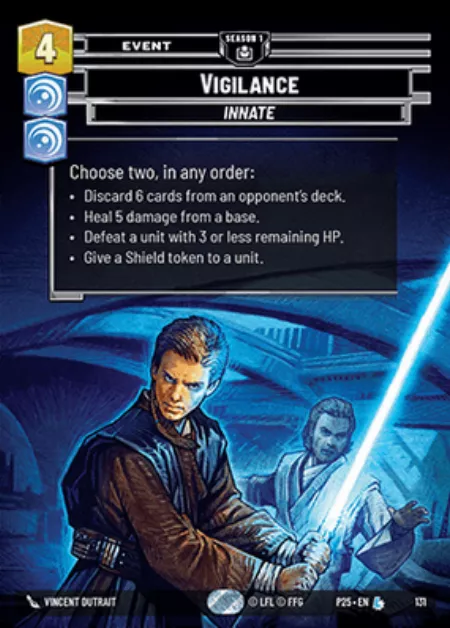 SEASON 1
4
EVENT
VIGILANCE
INNATE
Choose two, in any order:
• Discard 6 cards from an opponent's deck.
• Heal 5 damage from a base.
• Defeat a unit with 3 or less remaining HP.
• Give a Shield token to a unit.
VINCENT DUTRAIT
© LFL © FFG
P25 • EN
131